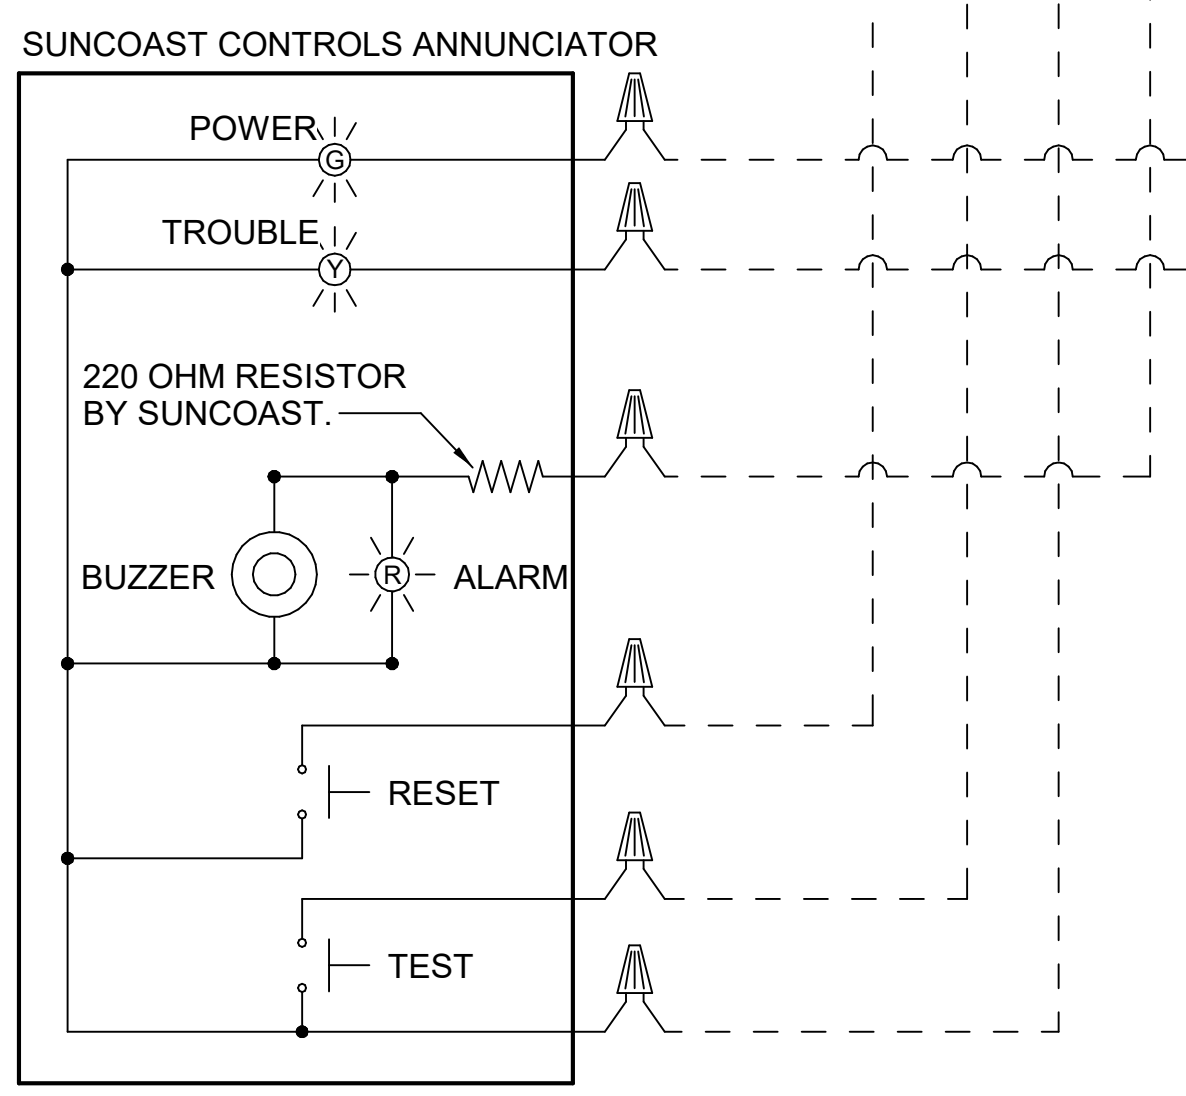 SUNCOAST CONTROLS ANNUNCIATOR
POWER
G
TROUBLE
Y
220 OHM RESISTOR
BY SUNCOAST.
BUZZER
R
ALARM
RESET
TEST